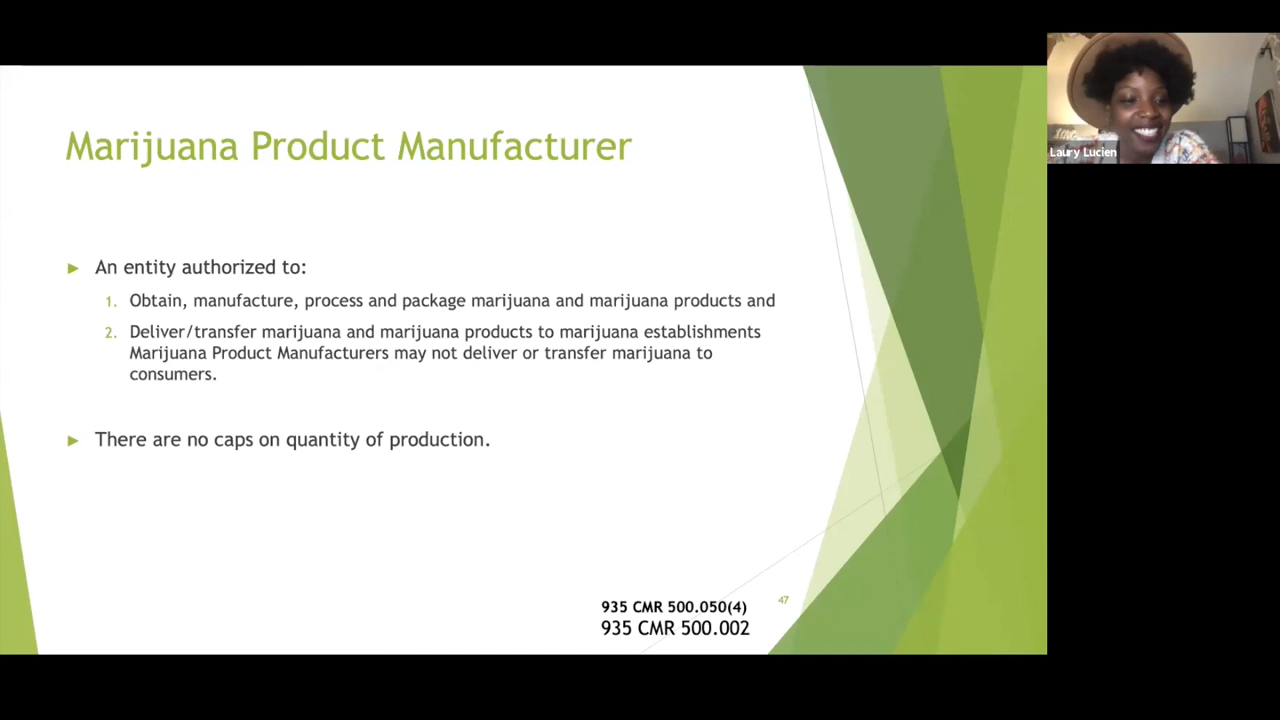 Marijuana Product Manufacturer
Laury Lucien
► An entity authorized to:
1. Obtain, manufacture, process and package marijuana and marijuana products and
2. Deliver/transfer marijuana and marijuana products to marijuana establishments
Marijuana Product Manufacturers may not deliver or transfer marijuana to
consumers.
► There are no caps on quantity of production.
935 CMR 500.050(4)
47
935 CMR 500.002